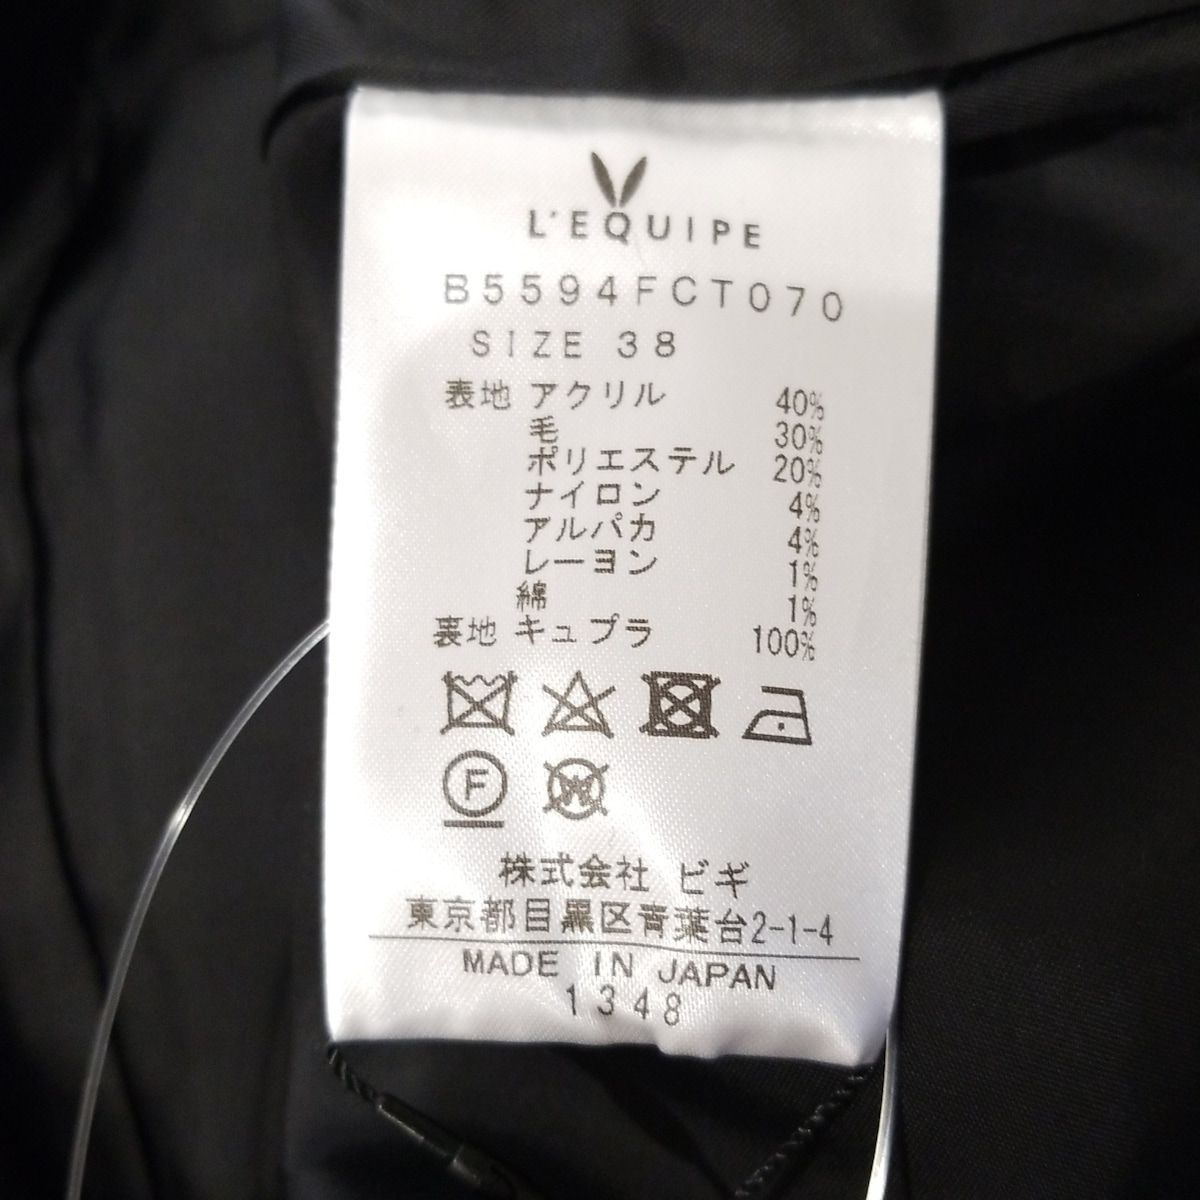 L'EQUIPE
B5594FCT070
SIZE 38
表地 アクリル 40%
毛 30%
ポリエステル 20%
ナイロン 4%
アルパカ 4%
レーヨン 1%
綿 1%
裏地 キュプラ 100%
F W
株式会社 ビギ
東京都目黒区青葉台2-1-4
MADE IN JAPAN
1348